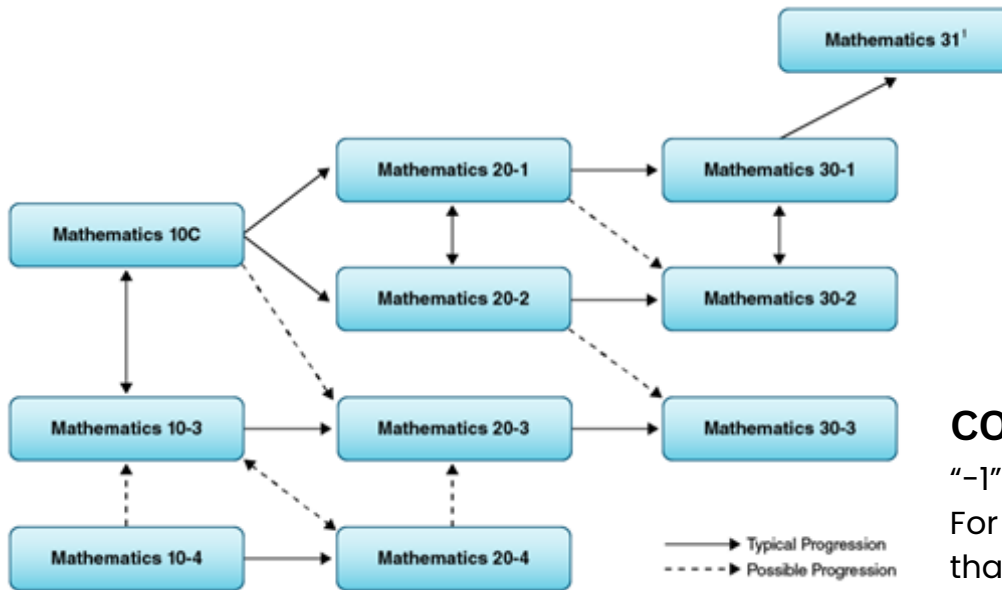 Mathematics 31¹
Mathematics 20-1
Mathematics 30-1
Mathematics 10C
Mathematics 20-2
Mathematics 30-2
Mathematics 10-3
Mathematics 20-3
Mathematics 30-3
CO
“-1”
For
tha
Mathematics 10-4
Mathematics 20-4
Typical Progression
Possible Progression